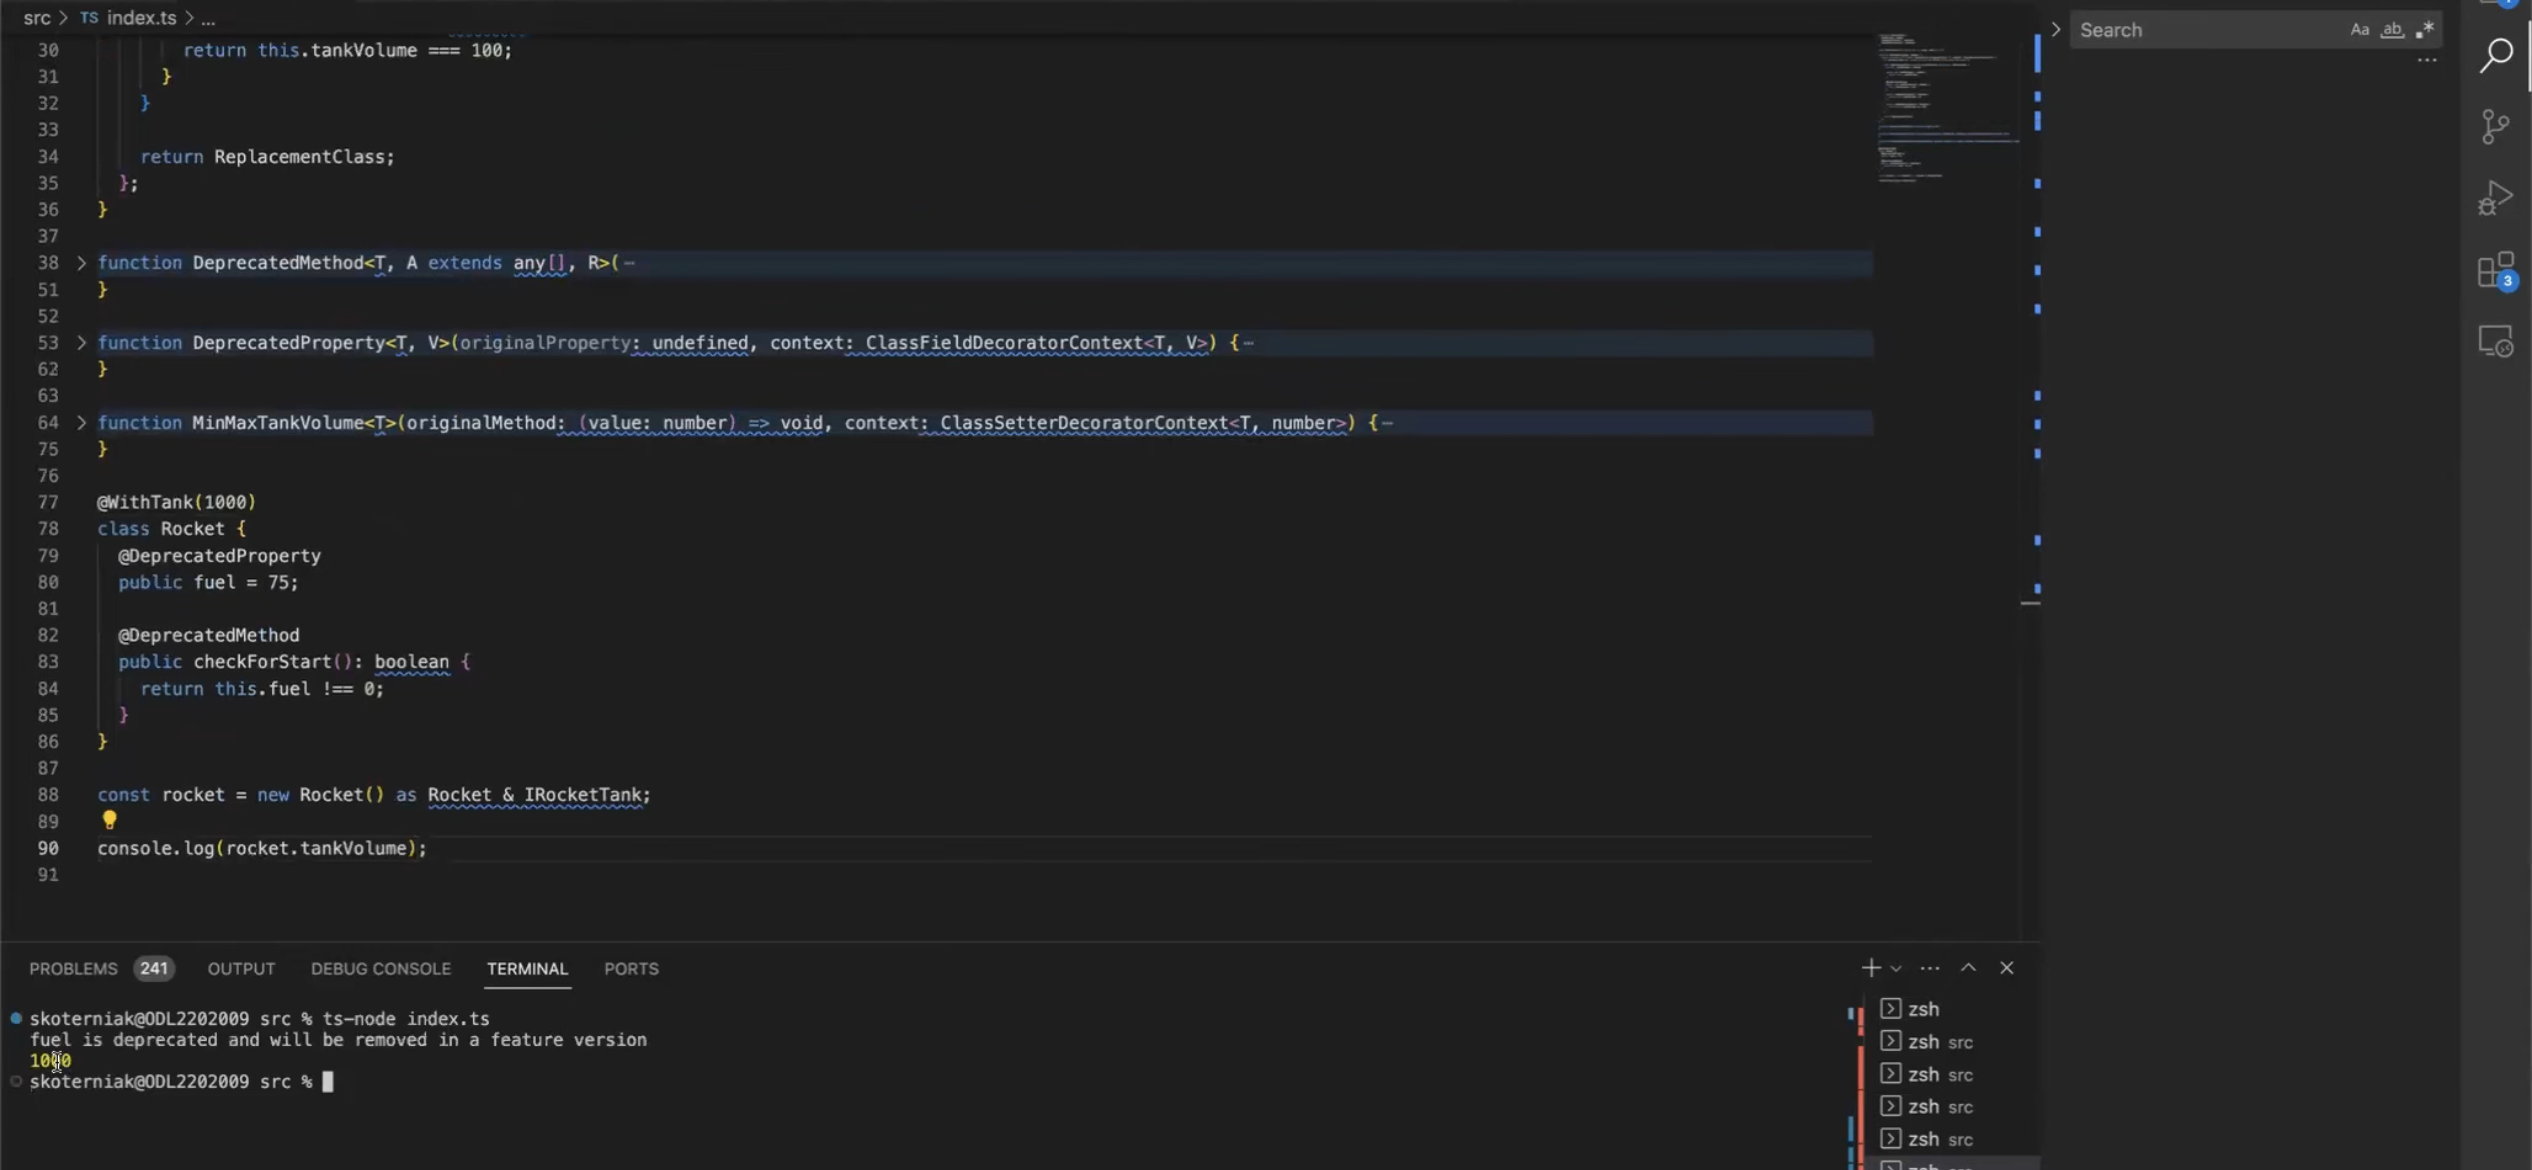 src > TS index.ts > ...
30 return this.tankVolume === 100;
31 }
32 }
33
34 return ReplacementClass;
35 };
36 }
37
38 function DeprecatedMethod<T, A extends any[], R>(
51 }
52
53 function DeprecatedProperty<T, V>(originalProperty: undefined, context: ClassFieldDecoratorContext<T, V>) {
62 }
63
64 function MinMaxTankVolume<T>(originalMethod: (value: number) => void, context: ClassSetterDecoratorContext<T, number>) {
75 }
76
77 @WithTank(1000)
78 class Rocket {
79 @DeprecatedProperty
80 public fuel = 75;
81
82 @DeprecatedMethod
83 public checkForStart(): boolean {
84 return this.fuel !== 0;
85 }
86 }
87
88 const rocket = new Rocket() as Rocket & IRocketTank;
89
90 console.log(rocket.tankVolume);
91
Search Aa ab .*
3
PROBLEMS 241 OUTPUT DEBUG CONSOLE TERMINAL PORTS
skoterniak@ODL2202009 src % ts-node index.ts
fuel is deprecated and will be removed in a feature version
1000
skoterniak@ODL2202009 src %
zsh
zsh src
zsh src
zsh src
zsh src